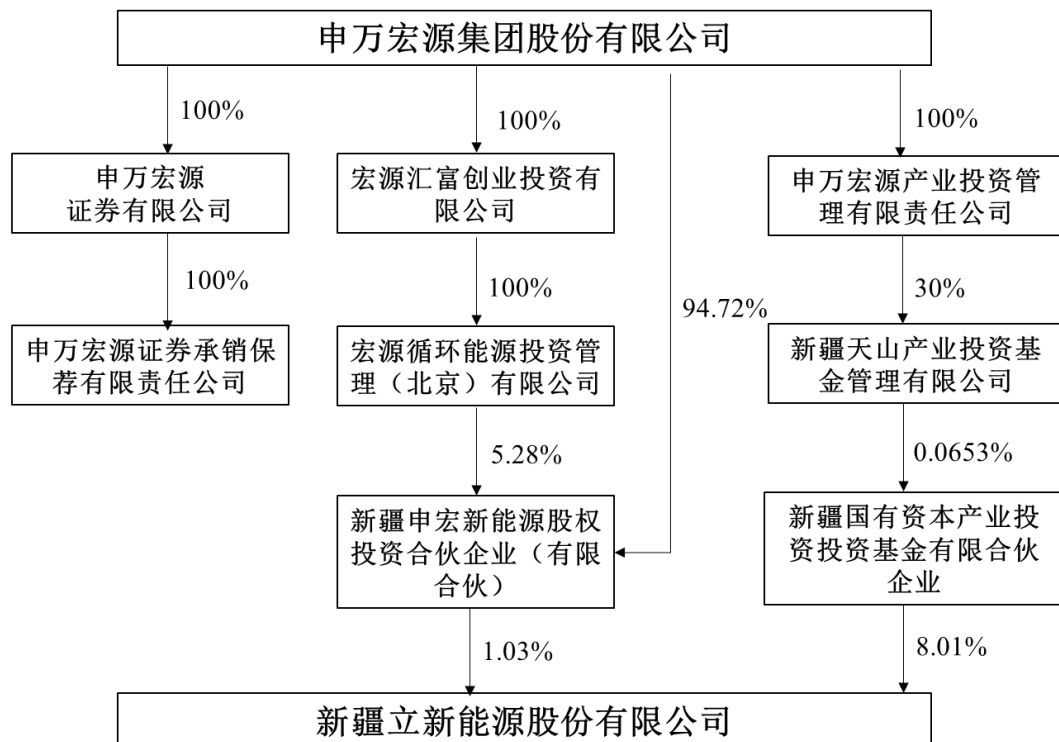 申万宏源集团股份有限公司
100%
100%
100%
申万宏源
证券有限公司
宏源汇富创业投资有
限公司
申万宏源产业投资管
理有限责任公司
100%
100%
94.72%
30%
申万宏源证券承销保
荐有限责任公司
宏源循环能源投资管
理（北京）有限公司
新疆天山产业投资基
金管理有限公司
5.28%
0.0653%
新疆申宏新能源股权
投资合伙企业（有限
合伙）
新疆国有资本产业投
资投资基金有限合伙
企业
1.03%
8.01%
新疆立新能源股份有限公司